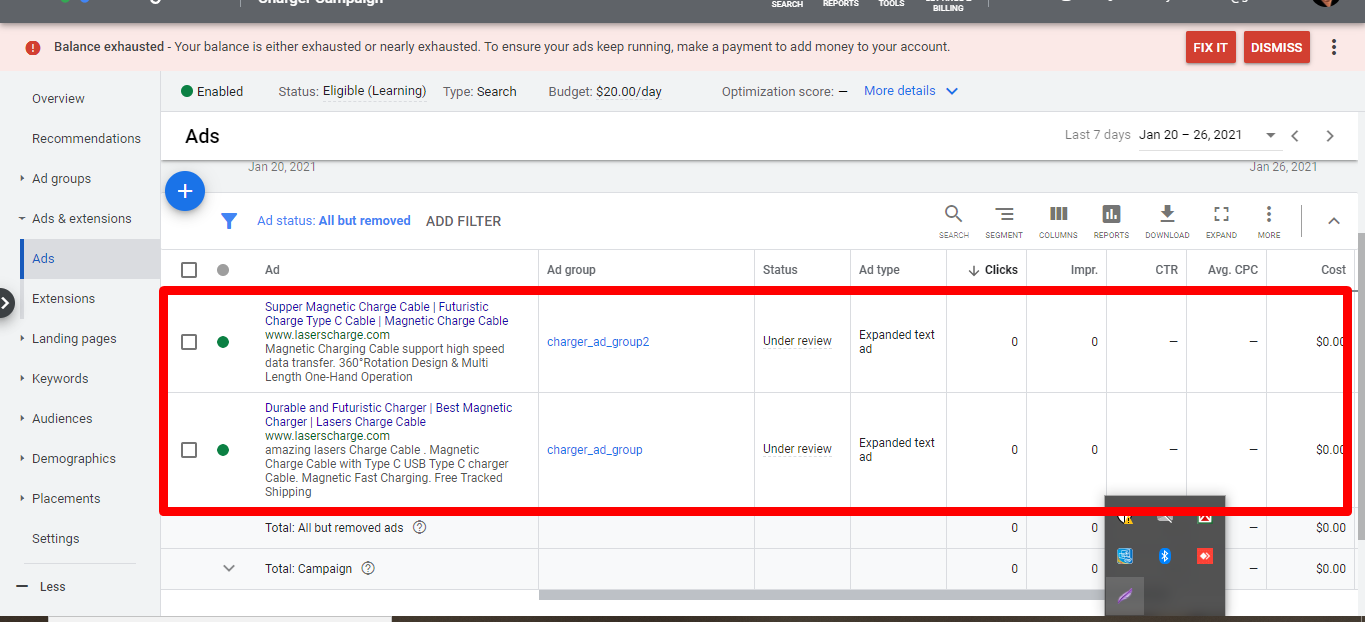 Charger Campaign
SEARCH
REPORTS
TOOLS
BILLING
Balance exhausted - Your balance is either exhausted or nearly exhausted. To ensure your ads keep running, make a payment to add money to your account.
FIX IT
DISMISS
Overview
Recommendations
Ad groups
Ads & extensions
Ads
Extensions
Landing pages
Keywords
Audiences
Demographics
Placements
Settings
Less
Enabled Status: Eligible (Learning) Type: Search Budget: $20.00/day Optimization score: – More details
Ads
Last 7 days Jan 20 – 26, 2021
Jan 20, 2021 Jan 26, 2021
Ad status: All but removed ADD FILTER
SEARCH SEGMENT COLUMNS REPORTS DOWNLOAD EXPAND MORE
Ad Ad group Status Ad type Clicks Impr. CTR Avg. CPC Cost
Supper Magnetic Charge Cable | Futuristic
Charge Type C Cable | Magnetic Charge Cable
www.laserscharge.com
Magnetic Charging Cable support high speed
data transfer. 360°Rotation Design & Multi
Length One-Hand Operation
charger_ad_group2
Under review
Expanded text
ad
0 0 – – $0.00
Durable and Futuristic Charger | Best Magnetic
Charger | Lasers Charge Cable
www.laserscharge.com
amazing lasers Charge Cable . Magnetic
Charge Cable with Type C USB Type C charger
Cable. Magnetic Fast Charging. Free Tracked
Shipping
charger_ad_group
Under review
Expanded text
ad
0 0 – – $0.00
Total: All but removed ads 0 0 – $0.00
Total: Campaign 0 0 – $0.00